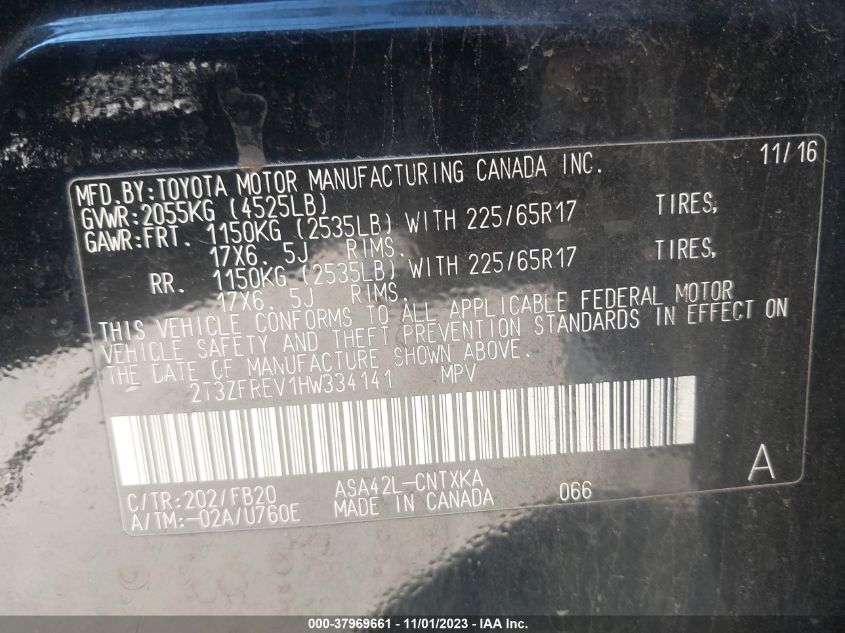 11/16
MFD.BY:TOYOTA MOTOR MANUFACTURING CANADA INC.
GVWR:2055KG (4525LB)
GAWR:FRT. 1150KG (2535LB) WITH 225/65R17 TIRES,
17X6. 5J RIMS.
RR. 1150KG (2535LB) WITH 225/65R17 TIRES,
17X6. 5J RIMS.
THIS VEHICLE CONFORMS TO ALL APPLICABLE FEDERAL MOTOR
VEHICLE SAFETY AND THEFT PREVENTION STANDARDS IN EFFECT ON
THE DATE OF MANUFACTURE SHOWN ABOVE.
2T3ZFREV1HW334141 MPV
C/TR:202/FB20 ASA42L-CNTXKA
A/TM:-02A/U760E MADE IN CANADA 066 A
000-37969661 - 11/01/2023 - IAA Inc.